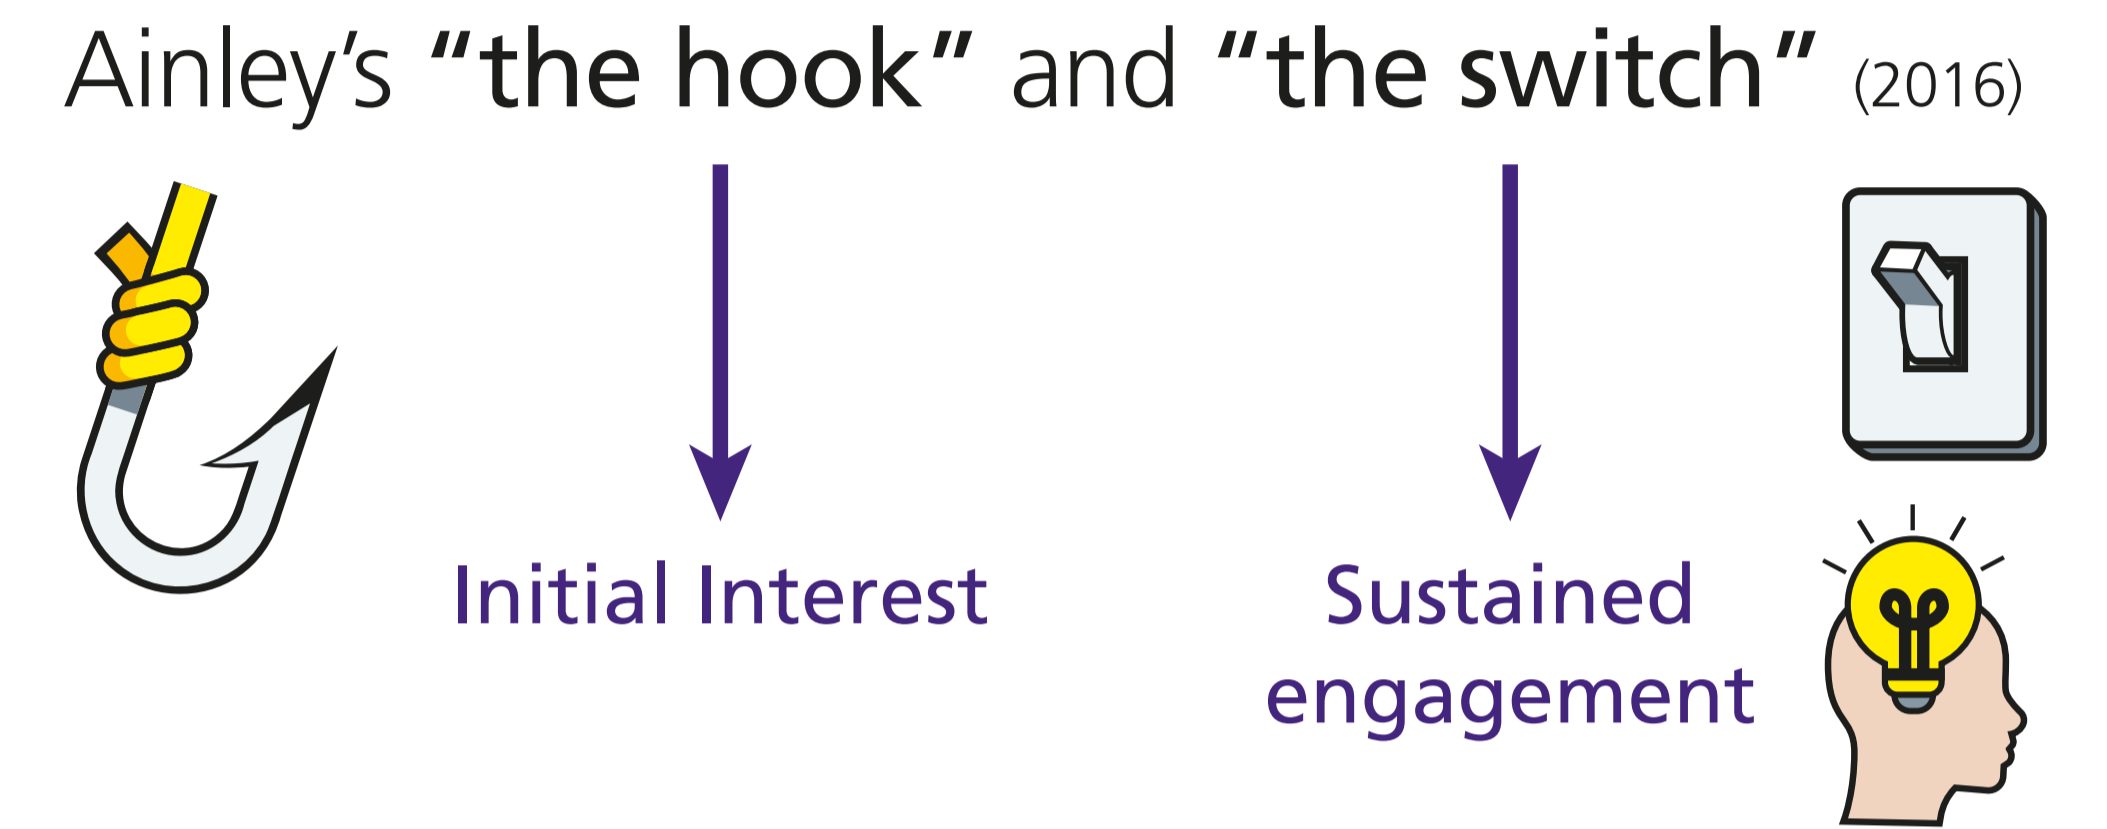 Ainley’s “the hook” and “the switch” (2016)
Initial Interest
Sustained
engagement